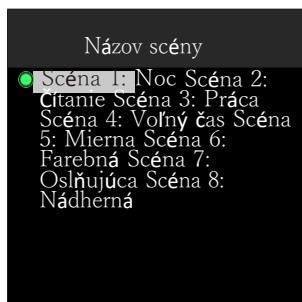 Názov scény
Scéna 1: Noc Scéna 2:
Čítanie Scéna 3: Práca
Scéna 4: Voľný čas Scéna
5: Mierna Scéna 6:
Farebná Scéna 7:
Oslňujúca Scéna 8:
Nádherná